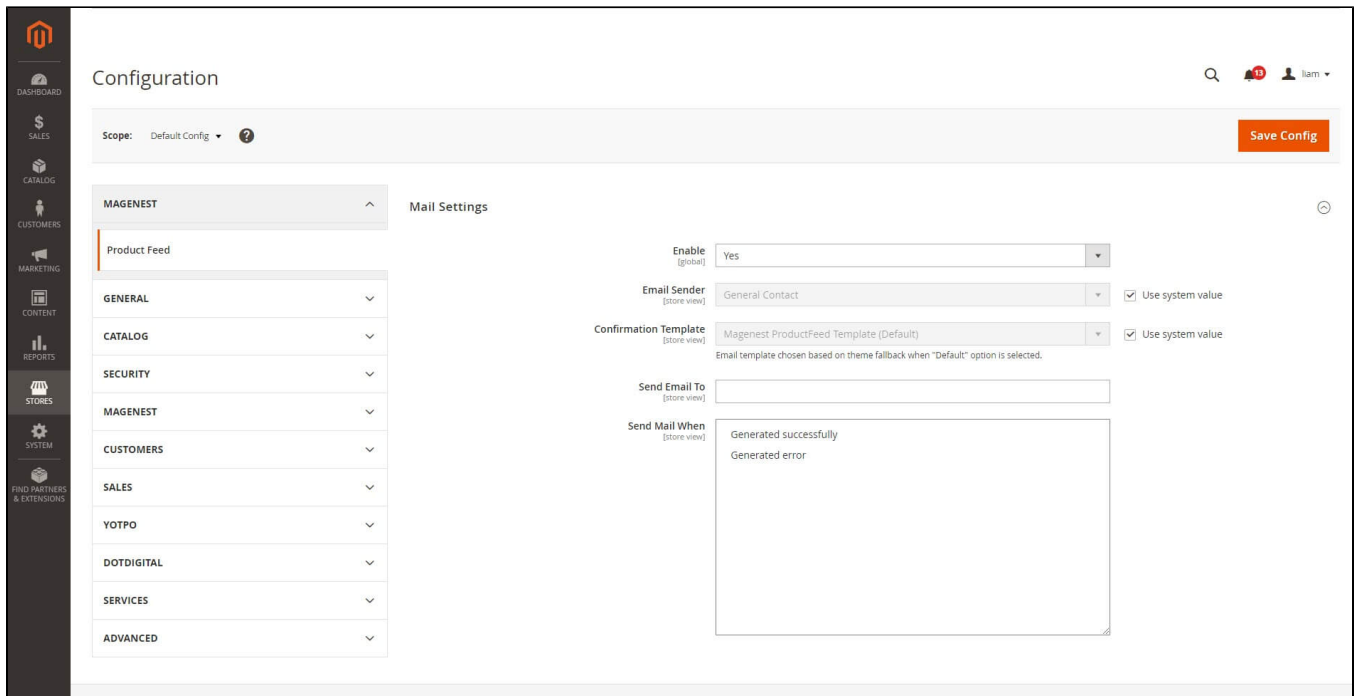 DASHBOARD
SALES
CATALOG
CUSTOMERS
MARKETING
CONTENT
REPORTS
STORES
SYSTEM
FIND PARTNERS
& EXTENSIONS
Configuration
13
liam
Scope: Default Config ?
Save Config
MAGENEST
Product Feed
GENERAL
CATALOG
SECURITY
MAGENEST
CUSTOMERS
SALES
YOTPO
DOTDIGITAL
SERVICES
ADVANCED
Mail Settings
Enable Yes
[global]
Email Sender General Contact Use system value
[store view]
Confirmation Template Magenest ProductFeed Template (Default) Use system value
[store view]
Email template chosen based on theme fallback when "Default" option is selected.
Send Email To
[store view]
Send Mail When
[store view]
Generated successfully
Generated error